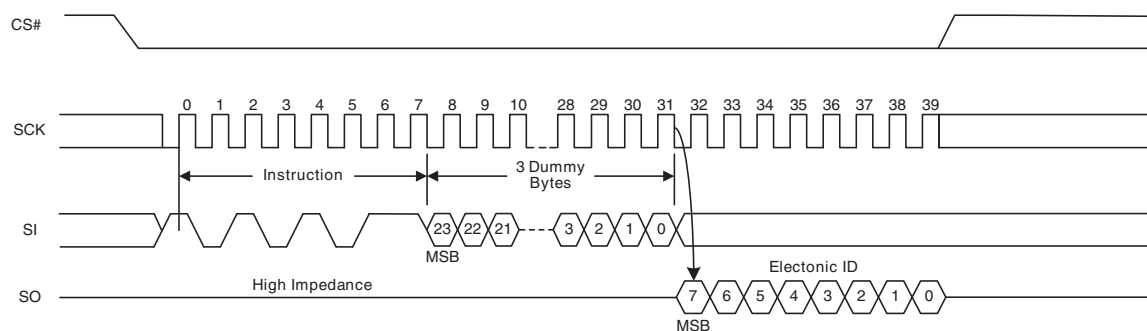 CS#
0 1 2 3 4 5 6 7 8 9 10 28 29 30 31 32 33 34 35 36 37 38 39
SCK
Instruction
3 Dummy
Bytes
SI
23 22 21 3 2 1 0
MSB
High Impedance
Electonic ID
SO
7 6 5 4 3 2 1 0
MSB